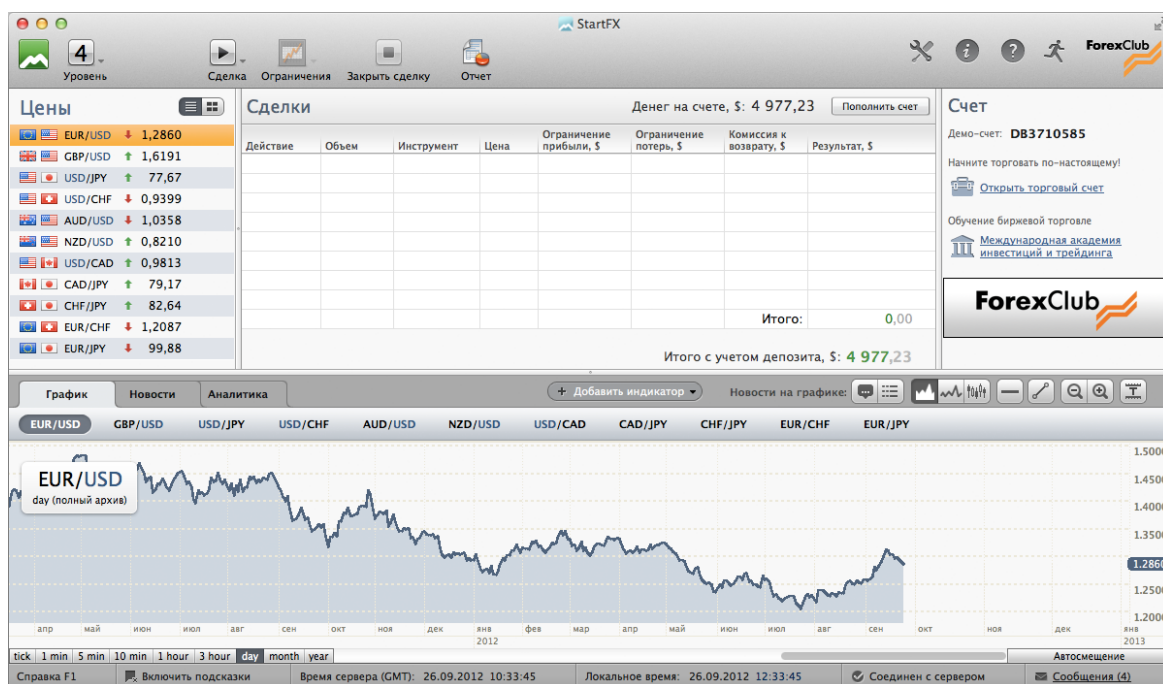 StartFX
4
Уровень
Сделка
Ограничения
Закрыть сделку
Отчет
ForexClub
Цены
EUR/USD 1,2860
GBP/USD 1,6191
USD/JPY 77,67
USD/CHF 0,9399
AUD/USD 1,0358
NZD/USD 0,8210
USD/CAD 0,9813
CAD/JPY 79,17
CHF/JPY 82,64
EUR/CHF 1,2087
EUR/JPY 99,88
Сделки
Денег на счете, $: 4 977,23
Пополнить счет
Действие
Объем
Инструмент
Цена
Ограничение
прибыли, $
Ограничение
потерь, $
Комиссия к
возврату, $
Результат, $
Итого: 0,00
Итого с учетом депозита, $: 4 977,23
Счет
Демо-счет: DB3710585
Начните торговать по-настоящему!
Открыть торговый счет
Обучение биржевой торговле
Международная академия
инвестиций и трейдинга
ForexClub
График
Новости
Аналитика
+ Добавить индикатор
Новости на графике:
EUR/USD GBP/USD USD/JPY USD/CHF AUD/USD NZD/USD USD/CAD CAD/JPY CHF/JPY EUR/CHF EUR/JPY
EUR/USD
day (полный архив)
1.5000
1.4500
1.4000
1.3500
1.2860
1.2500
1.2000
апр май июн июл авг сен окт ноя дек янв фев мар апр май июн июл авг сен окт ноя дек янв
2012 2013
tick 1 min 5 min 10 min 1 hour 3 hour day month year
Автосмещение
Справка F1
Включить подсказки
Время сервера (GMT): 26.09.2012 10:33:45
Локальное время: 26.09.2012 12:33:45
Соединен с сервером
Сообщения (4)